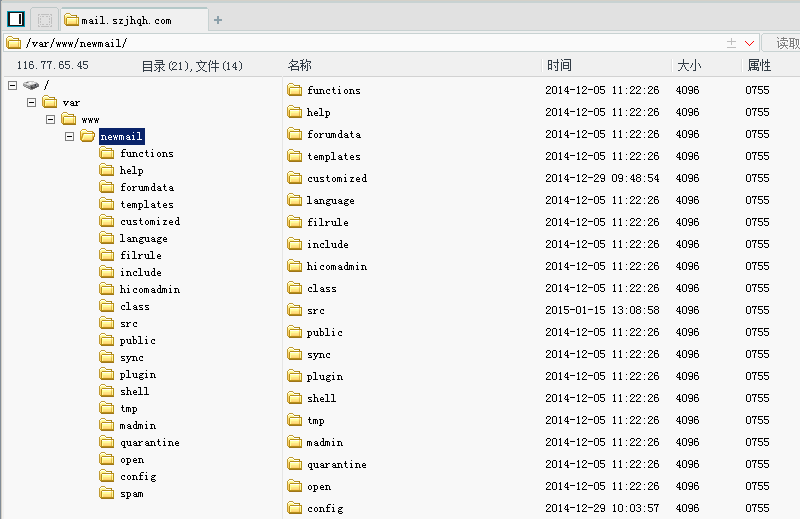 mail.szjhqh.com
/var/www/newmail/
读取
116.77.65.45 目录(21),文件(14) 名称 时间 大小 属性
/
var
www
newmail
functions
help
forumdata
templates
customized
language
filrule
include
hicomadmin
class
src
public
sync
plugin
shell
tmp
madmin
quarantine
open
config
spam
functions 2014-12-05 11:22:26 4096 0755
help 2014-12-05 11:22:26 4096 0755
forumdata 2014-12-05 11:22:26 4096 0755
templates 2014-12-05 11:22:26 4096 0755
customized 2014-12-29 09:48:54 4096 0755
language 2014-12-05 11:22:26 4096 0755
filrule 2014-12-05 11:22:26 4096 0755
include 2014-12-05 11:22:26 4096 0755
hicomadmin 2014-12-05 11:22:26 4096 0755
class 2014-12-05 11:22:26 4096 0755
src 2015-01-15 13:08:58 4096 0755
public 2014-12-05 11:22:26 4096 0755
sync 2014-12-05 11:22:26 4096 0755
plugin 2014-12-05 11:22:26 4096 0755
shell 2014-12-05 11:22:26 4096 0755
tmp 2014-12-05 11:22:26 4096 0755
madmin 2014-12-05 11:22:26 4096 0755
quarantine 2014-12-05 11:22:26 4096 0755
open 2014-12-05 11:22:26 4096 0755
config 2014-12-29 10:03:57 4096 0755